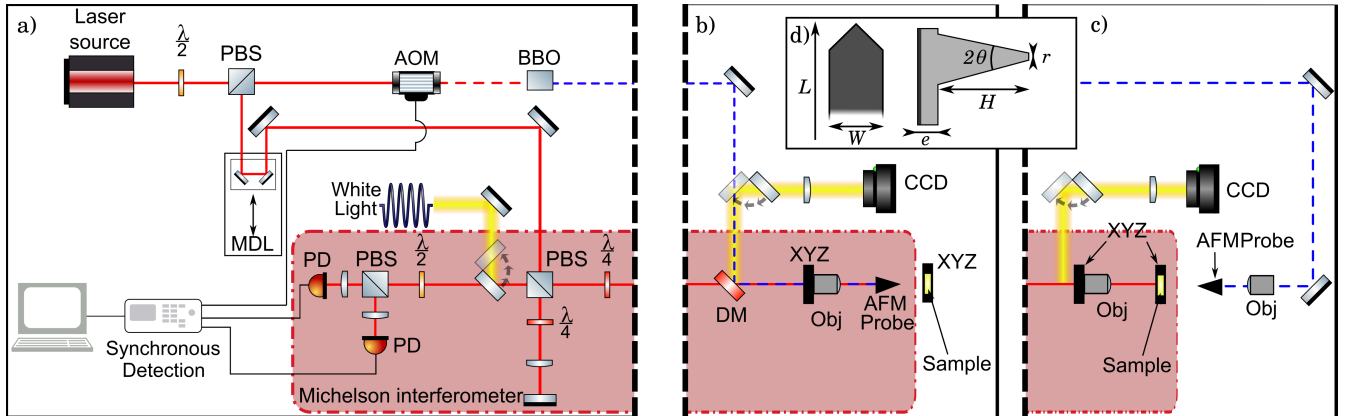 a)
Laser
source
λ
2
PBS
AOM
BBO
MDL
White
Light
PD
PBS
λ
2
PBS
λ
4
λ
4
PD
Synchronous
Detection
Michelson interferometer
b)
CCD
XYZ
DM
Obj
AFM
Probe
XYZ
Sample
d)
L
W
2θ
r
H
e
c)
CCD
XYZ
AFMProbe
Obj
Obj
Sample